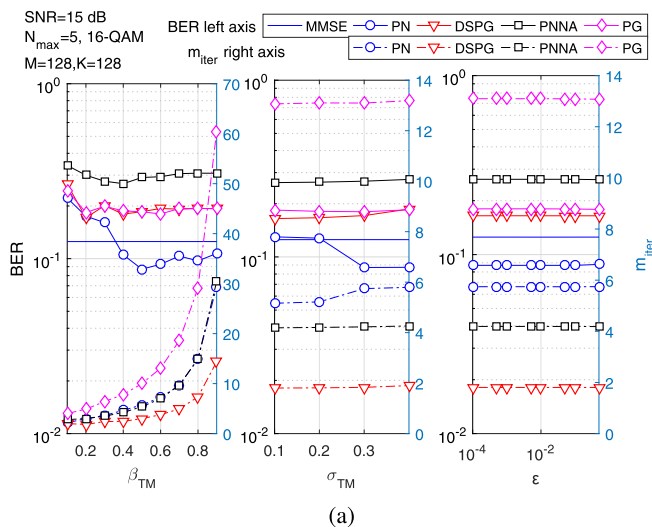 SNR=15 dB
N_max=5, 16-QAM
M=128,K=128
BER left axis
MMSE PN DSPG PNNA PG
m_iter right axis
PN DSPG PNNA PG
10^0 70 10^0 14 10^0 14
60 12 12
50 10 10
BER 10^-1 40 10^-1 8 10^-1 8 m_iter
30 6 6
20 4 4
10 2 2
10^-2 0 10^-2 0 10^-2 0
0.2 0.4 0.6 0.8 0.1 0.2 0.3 10^-4 10^-2
β_TM σ_TM ε
(a)